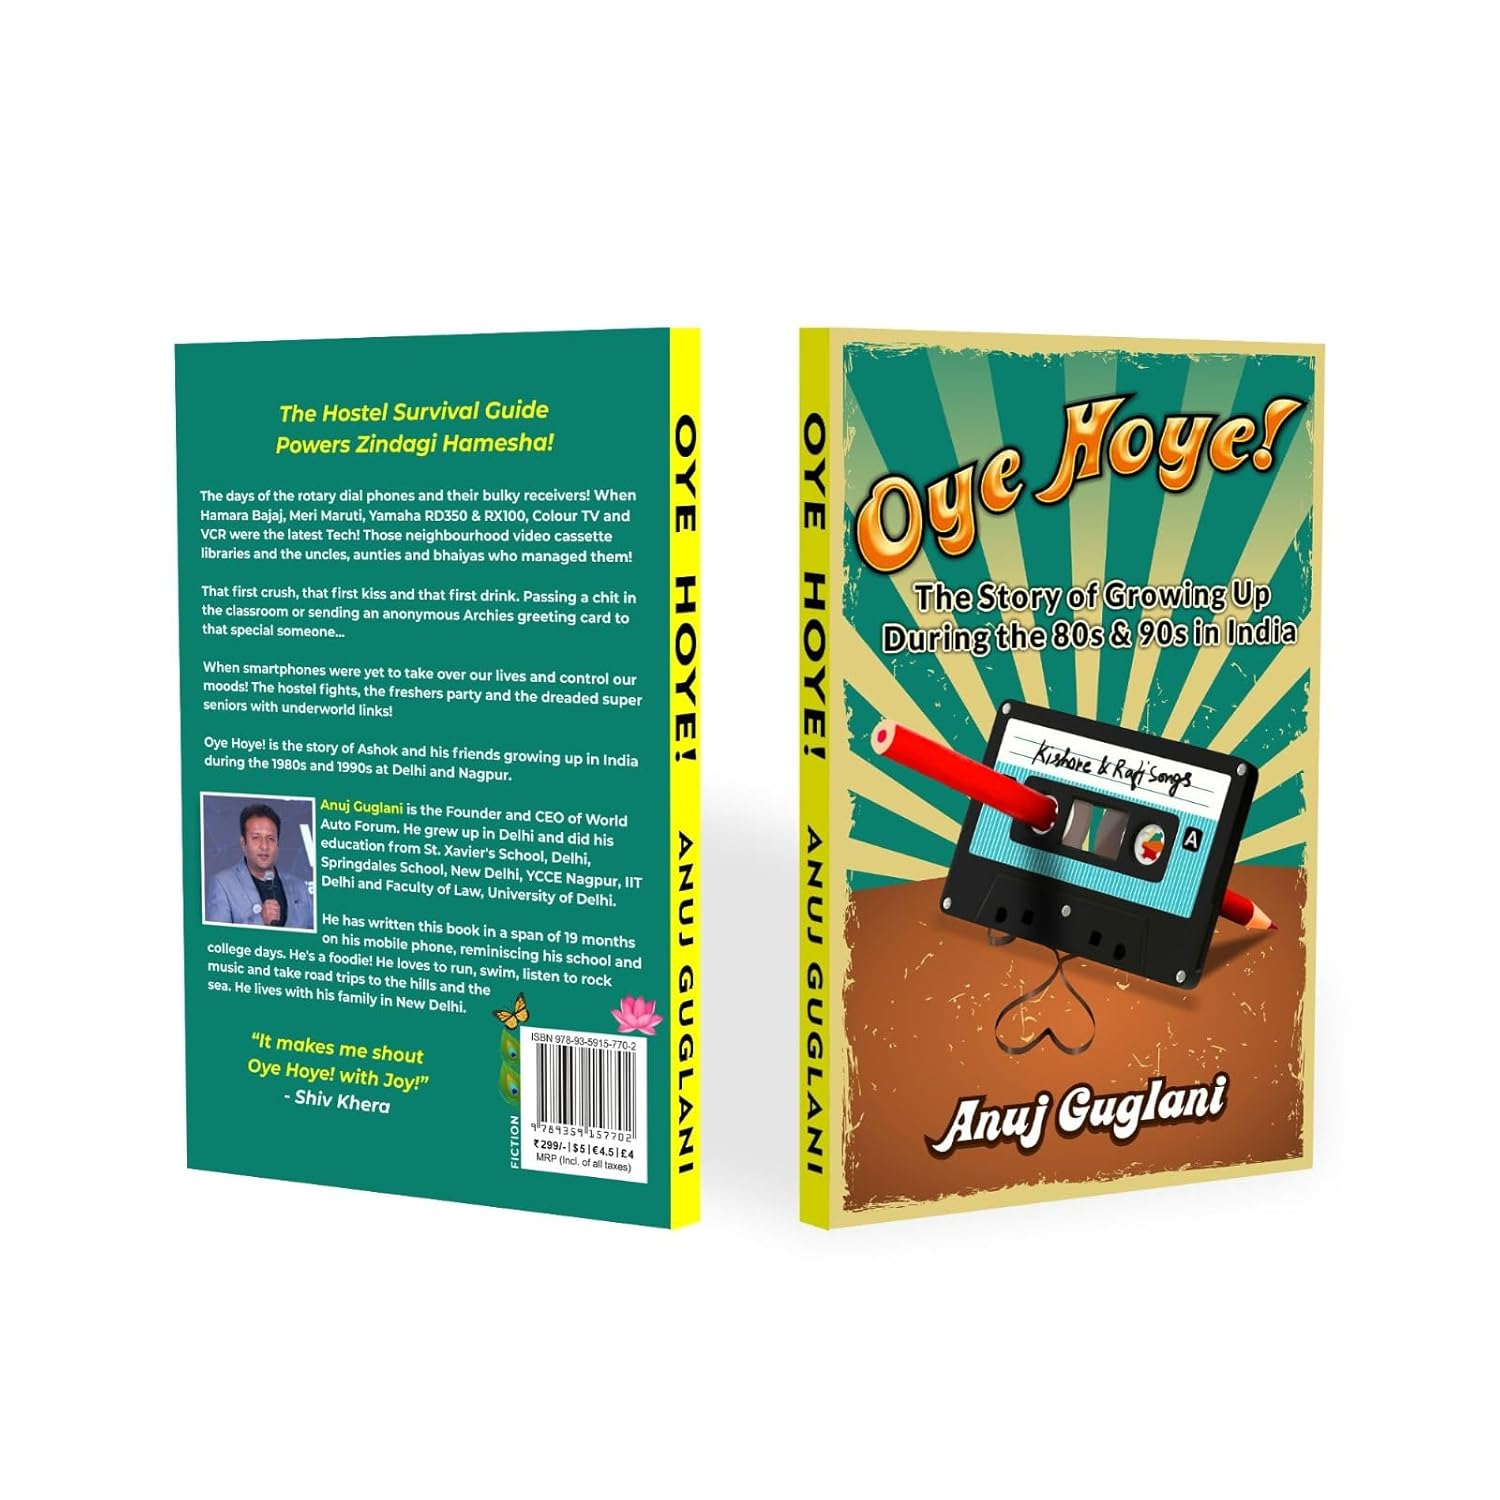 The Hostel Survival Guide
Powers Zindagi Hamesha!
The days of the rotary dial phones and their bulky receivers! When
Hamara Bajaj, Meri Maruti, Yamaha RD350 & RX100, Colour TV and
VCR were the latest Tech! Those neighbourhood video cassette
libraries and the uncles, aunties and bhaiyas who managed them!
That first crush, that first kiss and that first drink. Passing a chit in
the classroom or sending an anonymous Archies greeting card to
that special someone...
When smartphones were yet to take over our lives and control our
moods! The hostel fights, the freshers party and the dreaded super
seniors with underworld links!
Oye Hoye! is the story of Ashok and his friends growing up in India
during the 1980s and 1990s at Delhi and Nagpur.
Anuj Guglani is the Founder and CEO of World
Auto Forum. He grew up in Delhi and did his
education from St. Xavier's School, Delhi,
Springdales School, New Delhi, YCCE Nagpur, IIT
Delhi and Faculty of Law, University of Delhi.
He has written this book in a span of 19 months
on his mobile phone, reminiscing his school and
college days. He's a foodie! He loves to run, swim, listen to rock
music and take road trips to the hills and the
sea. He lives with his family in New Delhi.
“It makes me shout
Oye Hoye! with Joy!”
- Shiv Khera
FICTION
ISBN 978-93-5915-770-2
9 789359 157702
₹299/-|$5|€4.5|£4
MRP (Incl. of all taxes)
OYE HOYE! ANUJ GUGLANI
OYE HOYE! ANUJ GUGLANI
Oye Hoye!
The Story of Growing Up
During the 80s & 90s in India
Kishore & Rafi Songs
A
Anuj Guglani